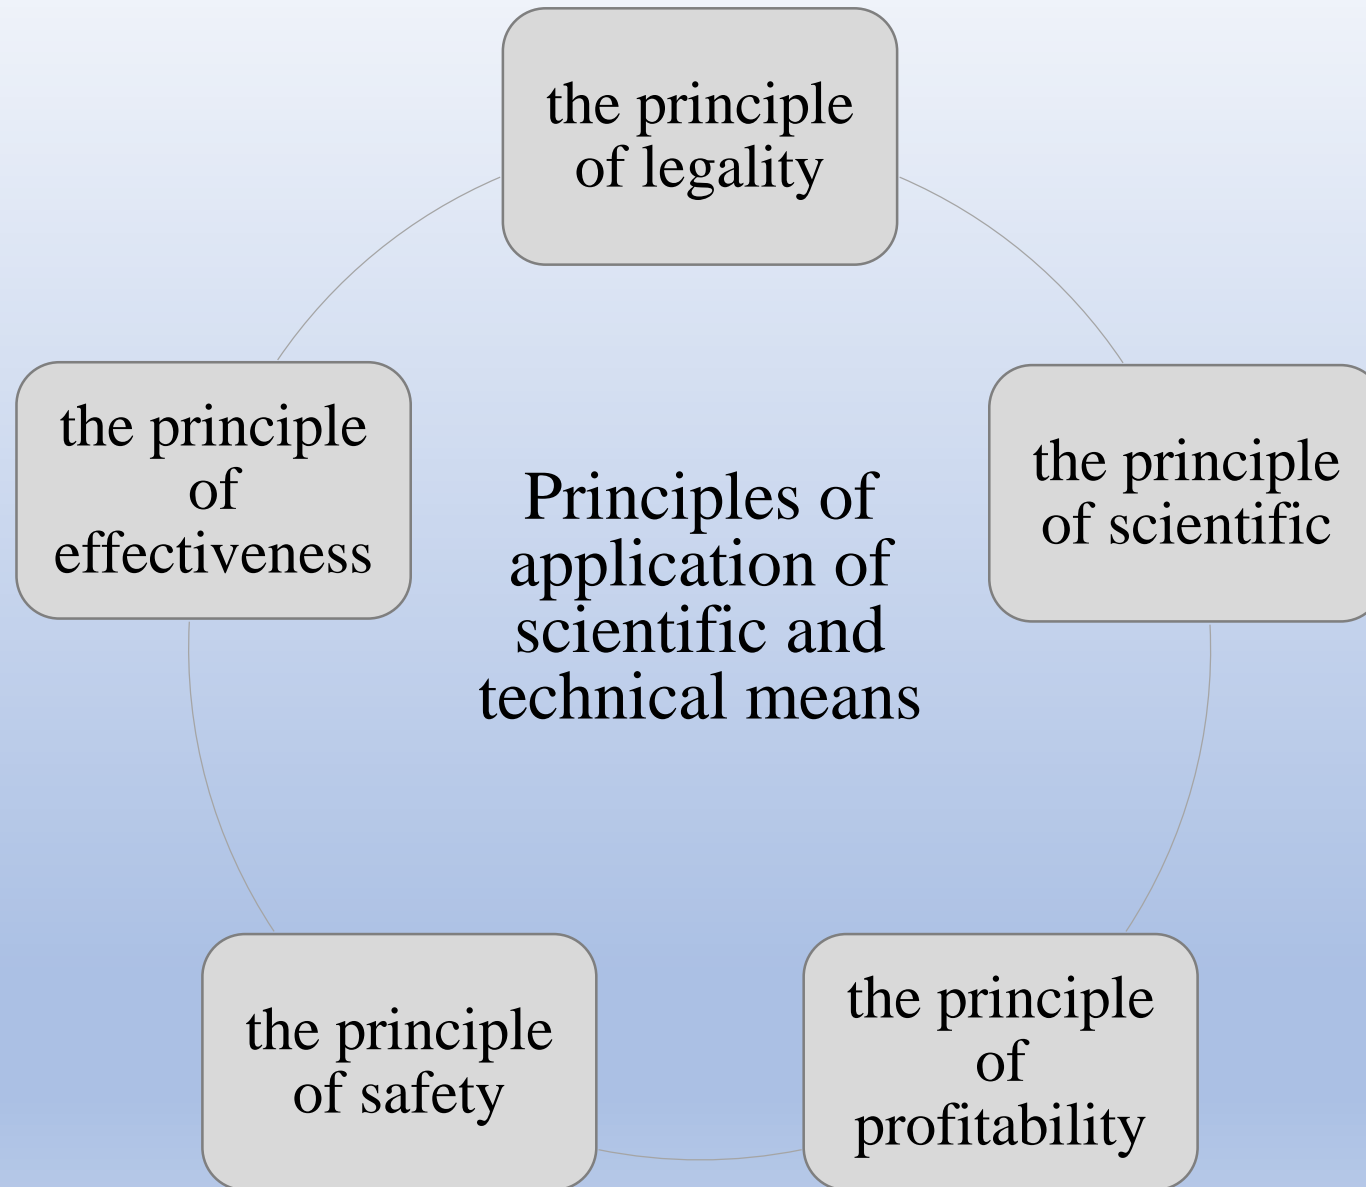 the principle
of legality
the principle
of scientific
the principle
of
profitability
the principle
of safety
the principle
of
effectiveness
Principles of
application of
scientific and
technical means